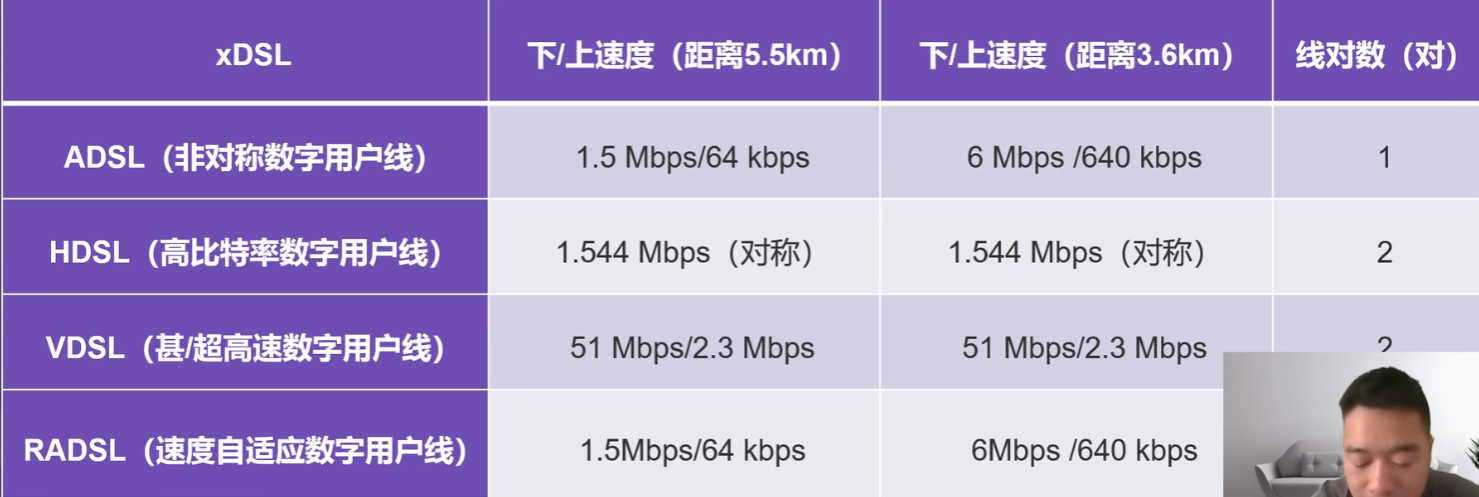 xDSL 下/上速度（距离5.5km） 下/上速度（距离3.6km） 线对数（对）
ADSL（非对称数字用户线） 1.5 Mbps/64 kbps 6 Mbps /640 kbps 1
HDSL（高比特率数字用户线） 1.544 Mbps（对称） 1.544 Mbps（对称） 2
VDSL（甚/超高速数字用户线） 51 Mbps/2.3 Mbps 51 Mbps/2.3 Mbps 2
RADSL（速度自适应数字用户线） 1.5Mbps/64 kbps 6Mbps /640 kbps